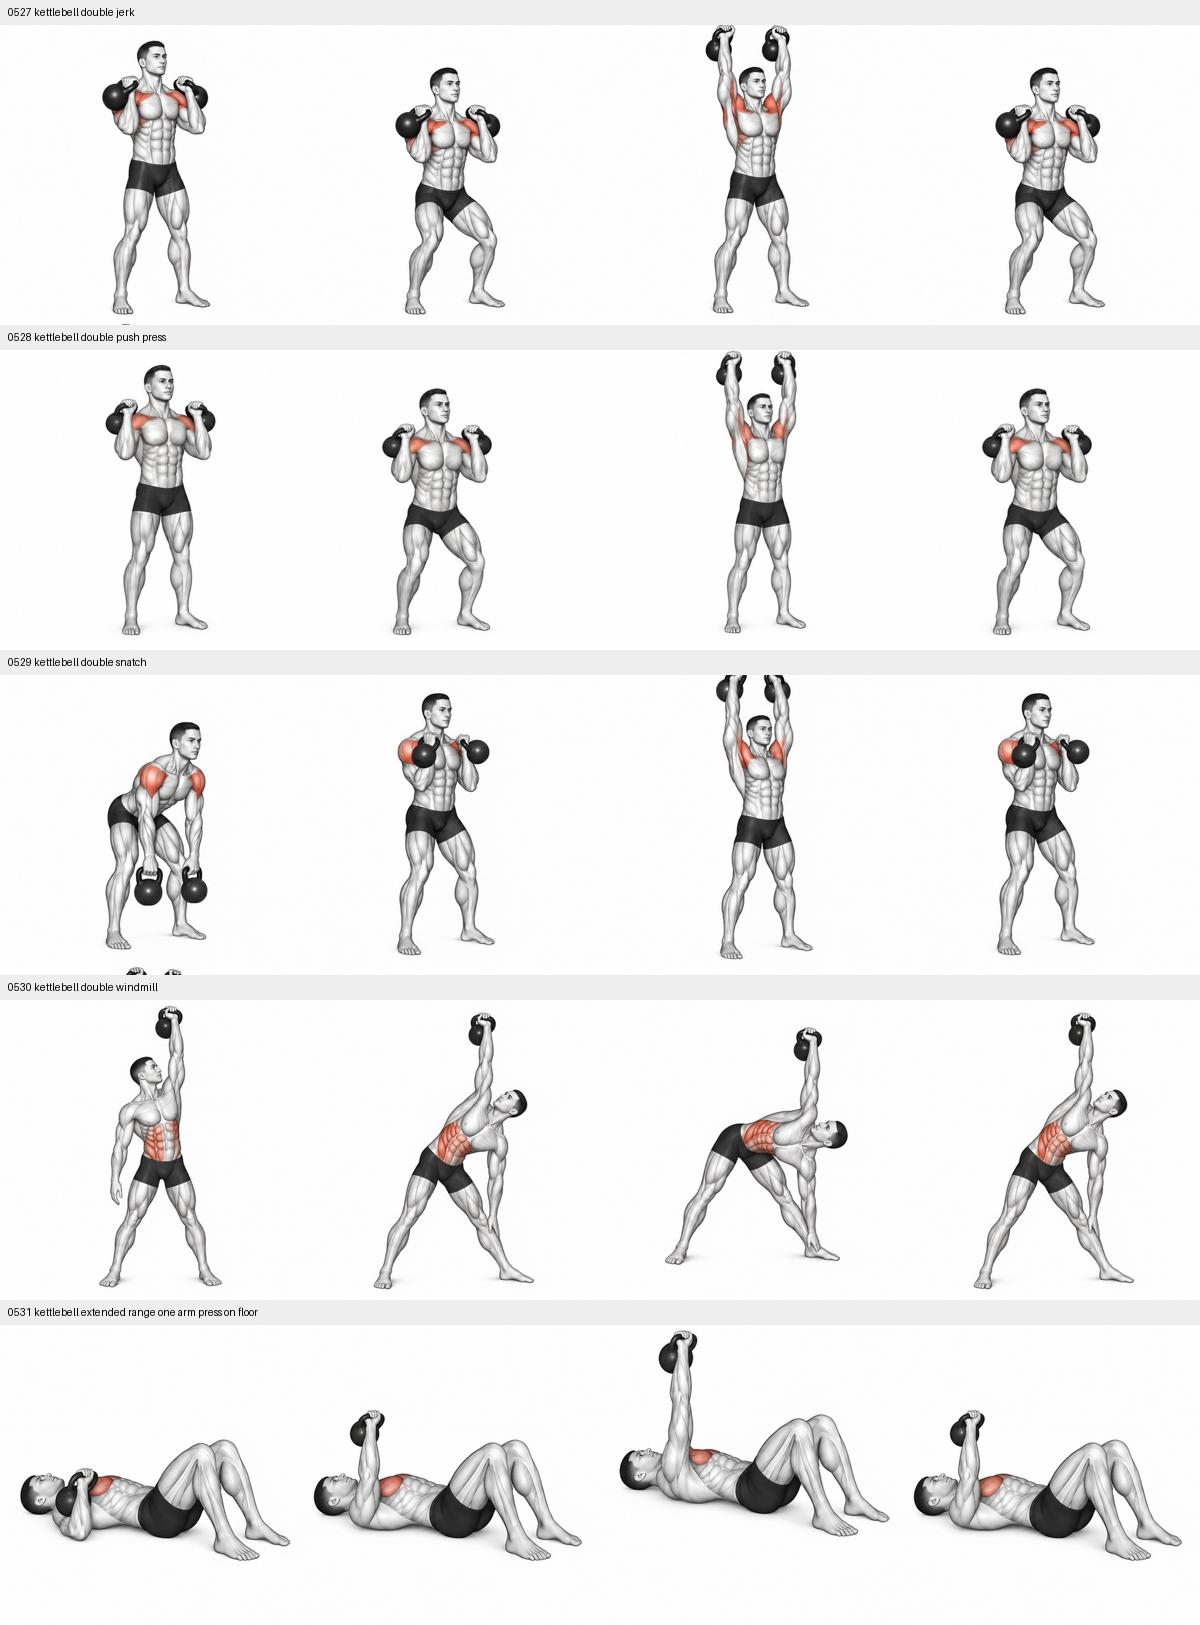 0527 kettlebell double jerk
0528 kettlebell double push press
0529 kettlebell double snatch
0530 kettlebell double windmill
0531 kettlebell extended range one arm press on floor